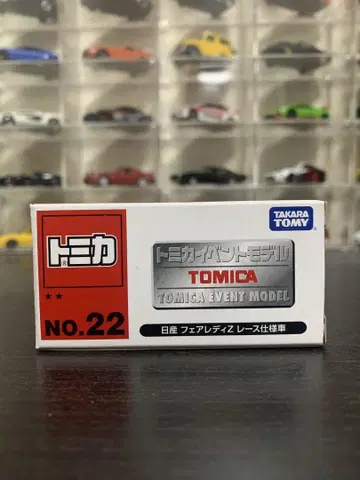 トミカ
★★
NO.22
トミカイベントモデル
TOMICA
TOMICA EVENT MODEL
TAKARA
TOMY
日産 フェアレディZ レース仕様車